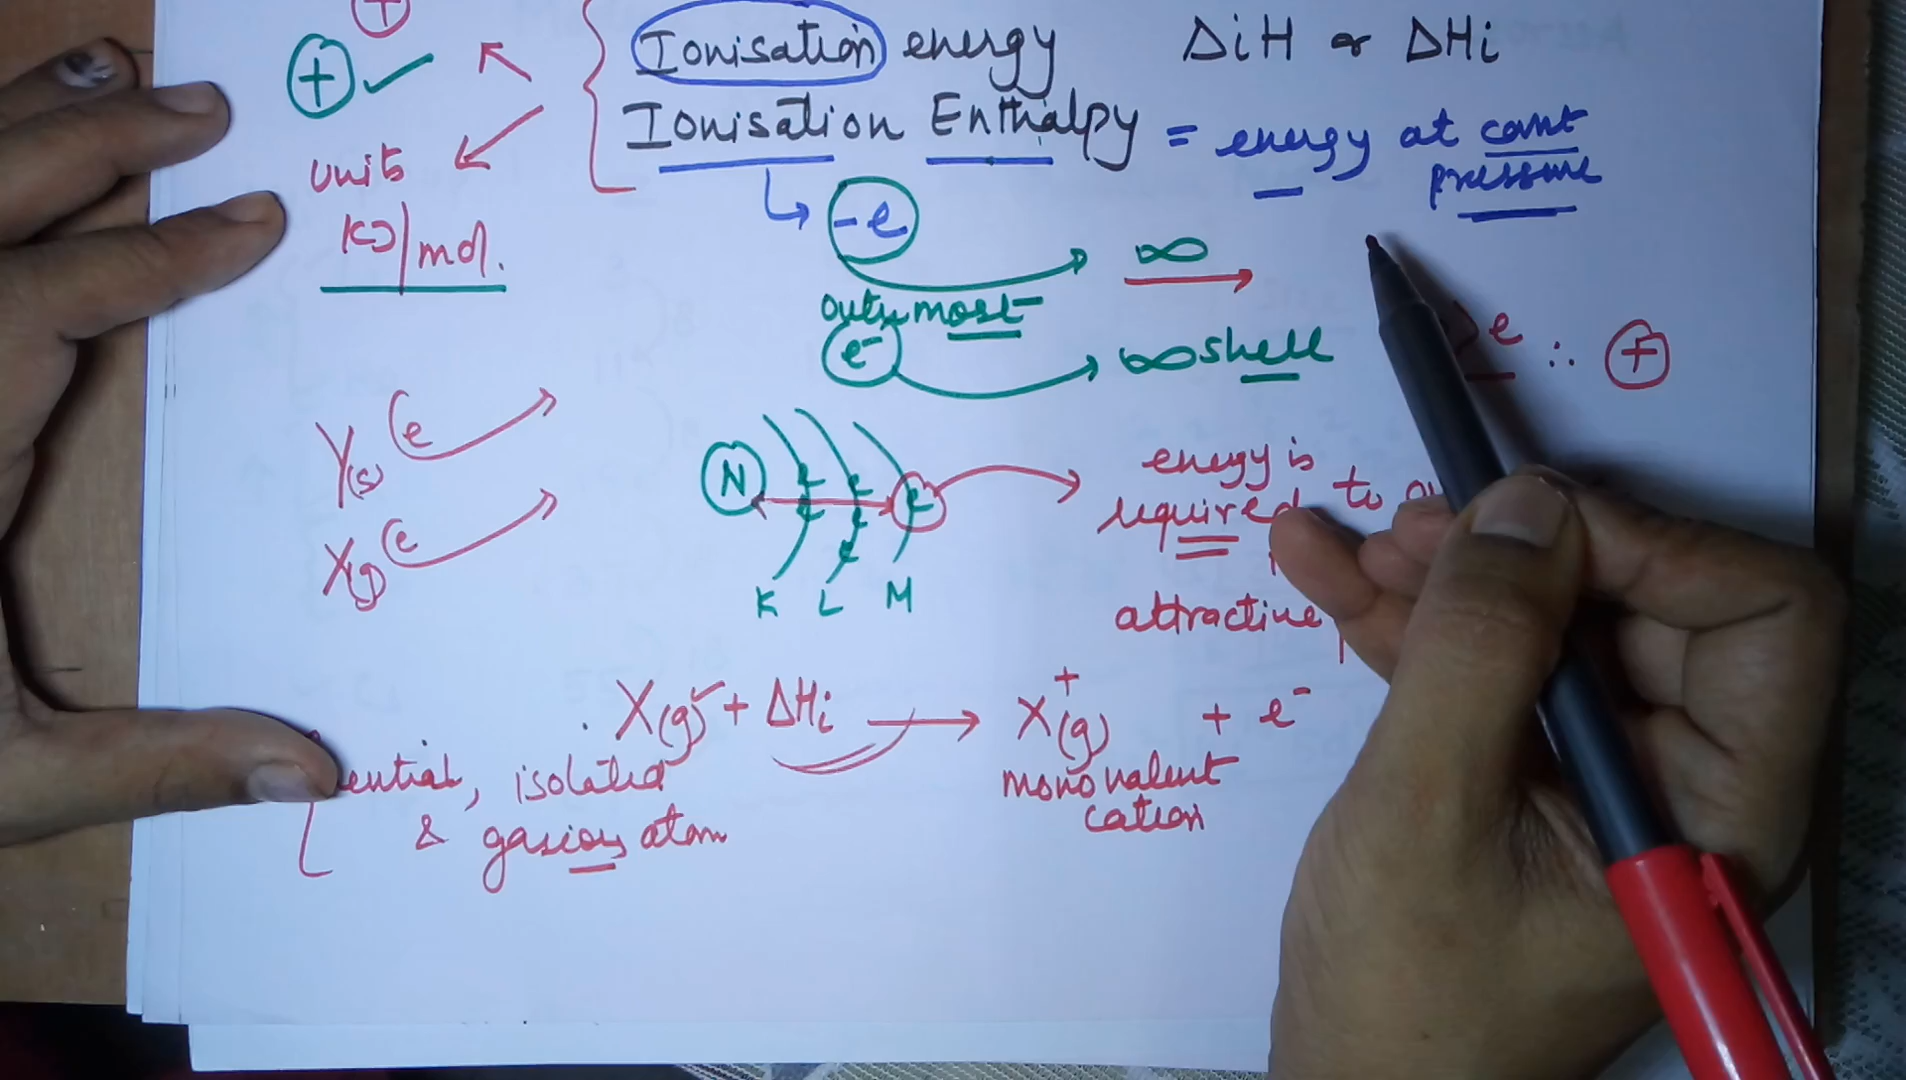 +
+
Ionisation energy ΔiH or ΔHi
Ionisation Enthalpy = energy at const
pressure
units
KJ/mol.
-e
∞
outermost
e⁻ ∞ shell
e ∴ +
Y(s) e
X(g) e
N e e e e e e
K L M
energy is
required to
attractive
X(g) + ΔHi → X⁺(g) + e⁻
ential, isolated
& gaseous atom
monovalent
cation